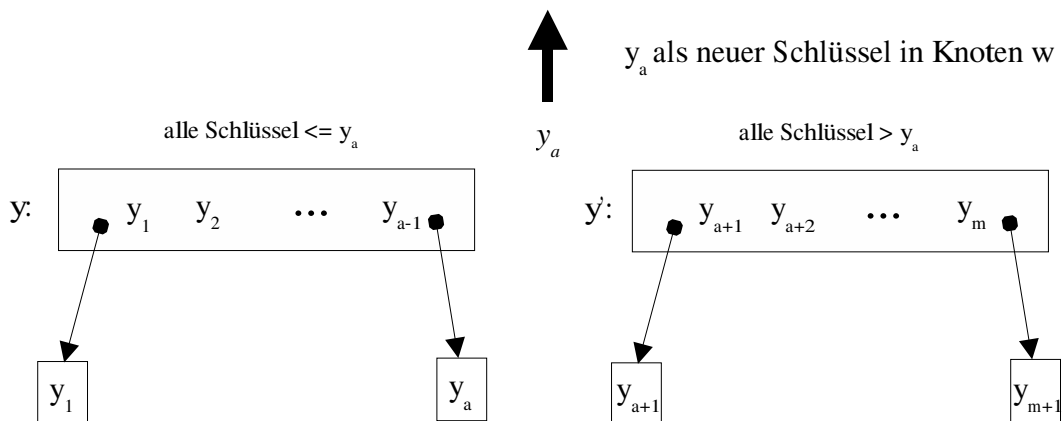 y_a als neuer Schlüssel in Knoten w
alle Schlüssel <= y_a
y_a
alle Schlüssel > y_a
y: y_1 y_2 ... y_a-1
y': y_a+1 y_a+2 ... y_m
y_1 y_a y_a+1 y_m+1